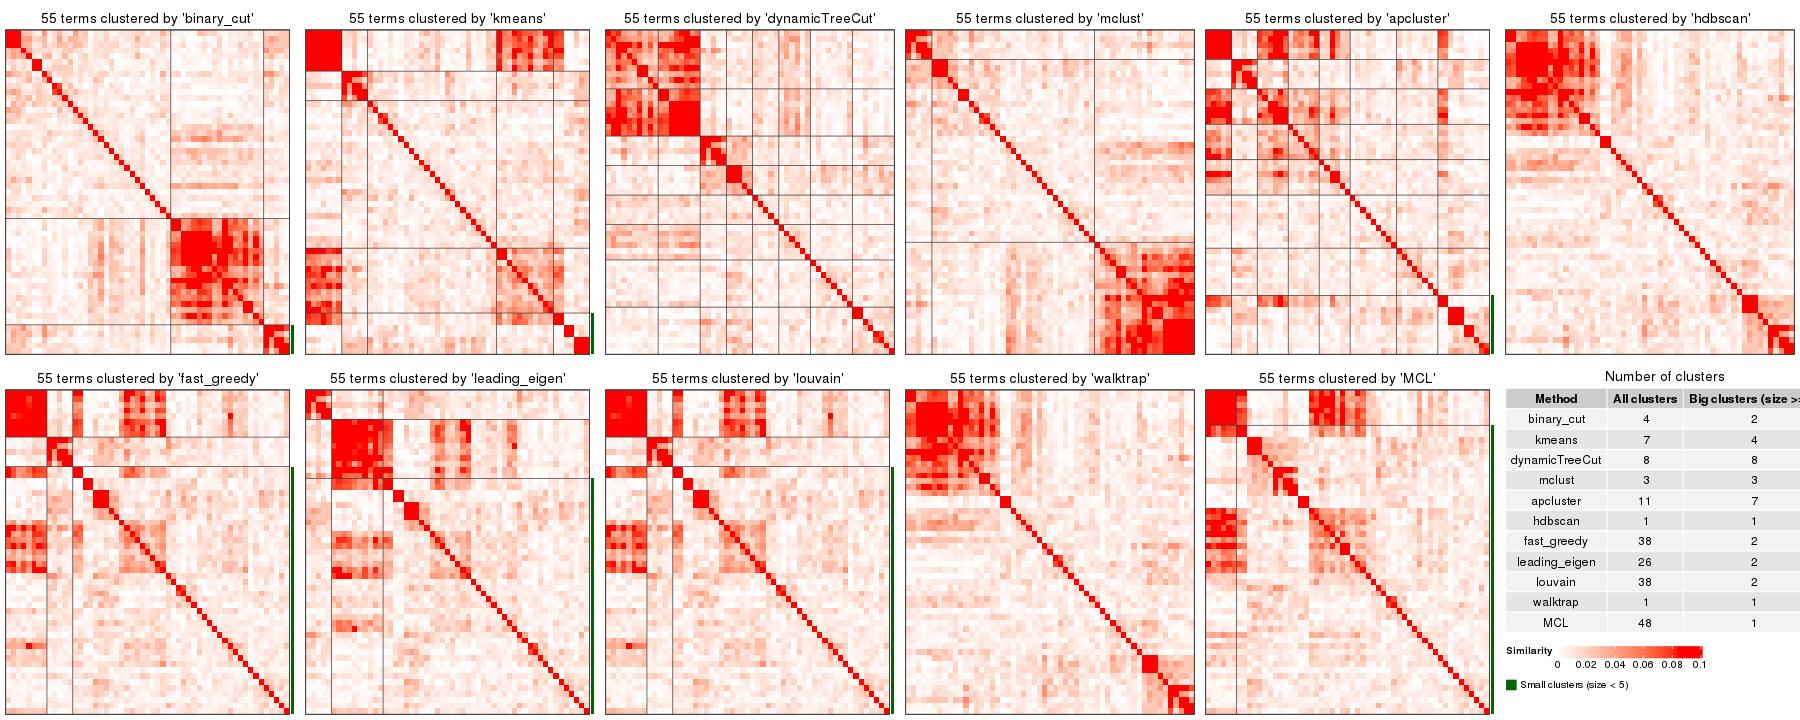 55 terms clustered by 'binary_cut'
55 terms clustered by 'kmeans'
55 terms clustered by 'dynamicTreeCut'
55 terms clustered by 'mclust'
55 terms clustered by 'apcluster'
55 terms clustered by 'hdbscan'
55 terms clustered by 'fast_greedy'
55 terms clustered by 'leading_eigen'
55 terms clustered by 'louvain'
55 terms clustered by 'walktrap'
55 terms clustered by 'MCL'
Number of clusters
Method All clusters Big clusters (size >
binary_cut 4 2
kmeans 7 4
dynamicTreeCut 8 8
mclust 3 3
apcluster 11 7
hdbscan 1 1
fast_greedy 38 2
leading_eigen 26 2
louvain 38 2
walktrap 1 1
MCL 48 1
Similarity
0 0.02 0.04 0.06 0.08 0.1
Small clusters (size < 5)